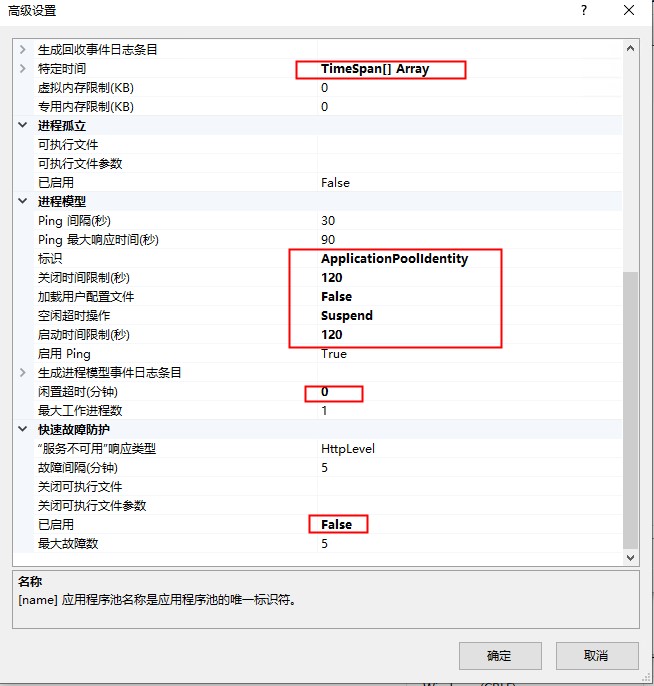 高级设置
生成回收事件日志条目
特定时间 TimeSpan[] Array
虚拟内存限制(KB) 0
专用内存限制(KB) 0
进程孤立
可执行文件
可执行文件参数
已启用 False
进程模型
Ping 间隔(秒) 30
Ping 最大响应时间(秒) 90
标识 ApplicationPoolIdentity
关闭时间限制(秒) 120
加载用户配置文件 False
空闲超时操作 Suspend
启动时间限制(秒) 120
启用 Ping True
生成进程模型事件日志条目
闲置超时(分钟) 0
最大工作进程数 1
快速故障防护
“服务不可用”响应类型 HttpLevel
故障间隔(分钟) 5
关闭可执行文件
关闭可执行文件参数
已启用 False
最大故障数 5
名称
[name] 应用程序池名称是应用程序池的唯一标识符。
确定 取消